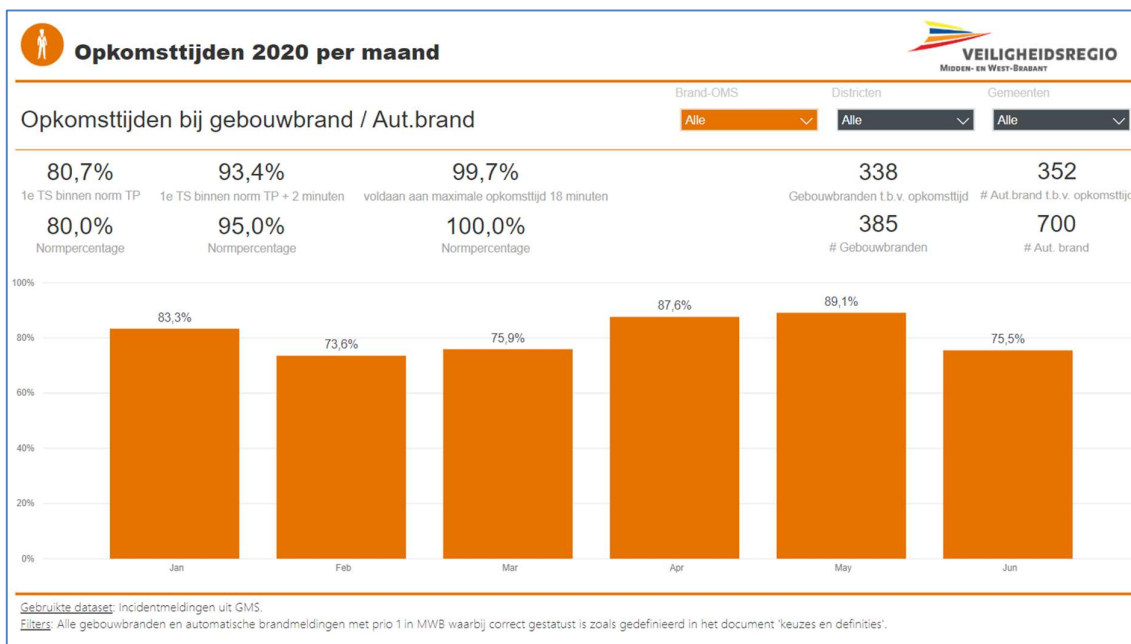 Opkomsttijden 2020 per maand
VEILIGHEIDSREGIO
MIDDEN- EN WEST-BRABANT
Brand-OMS
Districten
Gemeenten
Opkomsttijden bij gebouwbrand / Aut.brand
Alle
Alle
Alle
80,7%
93,4%
99,7%
338
352
1e TS binnen norm TP
1e TS binnen norm TP + 2 minuten
voldaan aan maximale opkomsttijd 18 minuten
Gebouwbranden t.b.v. opkomsttijd
# Aut.brand t.b.v. opkomsttijd
80,0%
95,0%
100,0%
385
700
Normpercentage
Normpercentage
Normpercentage
# Gebouwbranden
# Aut. brand
100%
83,3%
73,6%
75,9%
87,6%
89,1%
75,5%
80%
60%
40%
20%
0%
Jan
Feb
Mar
Apr
May
Jun
Gebruikte dataset: Incidentmeldingen uit GMS.
Filters: Alle gebouwbranden en automatische brandmeldingen met prio 1 in MWB waarbij correct gestatust is zoals gedefinieerd in het document 'keuzes en definities'.